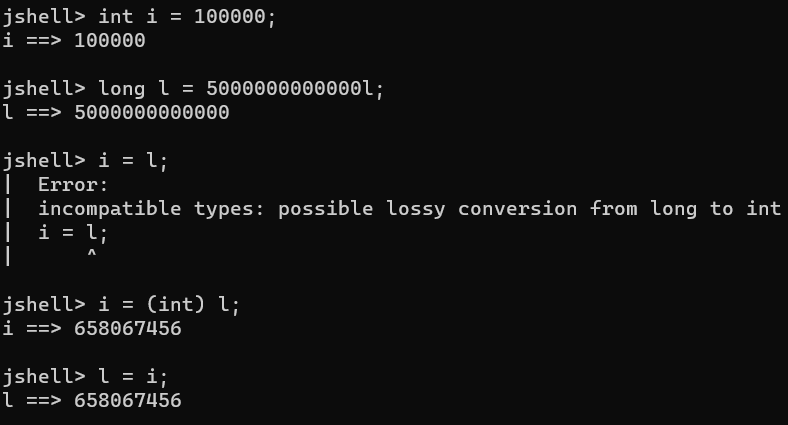 jshell> int i = 100000;
i ==> 100000
jshell> long l = 5000000000000l;
l ==> 5000000000000
jshell> i = l;
|  Error:
|  incompatible types: possible lossy conversion from long to int
|  i = l;
|      ^
jshell> i = (int) l;
i ==> 658067456
jshell> l = i;
l ==> 658067456